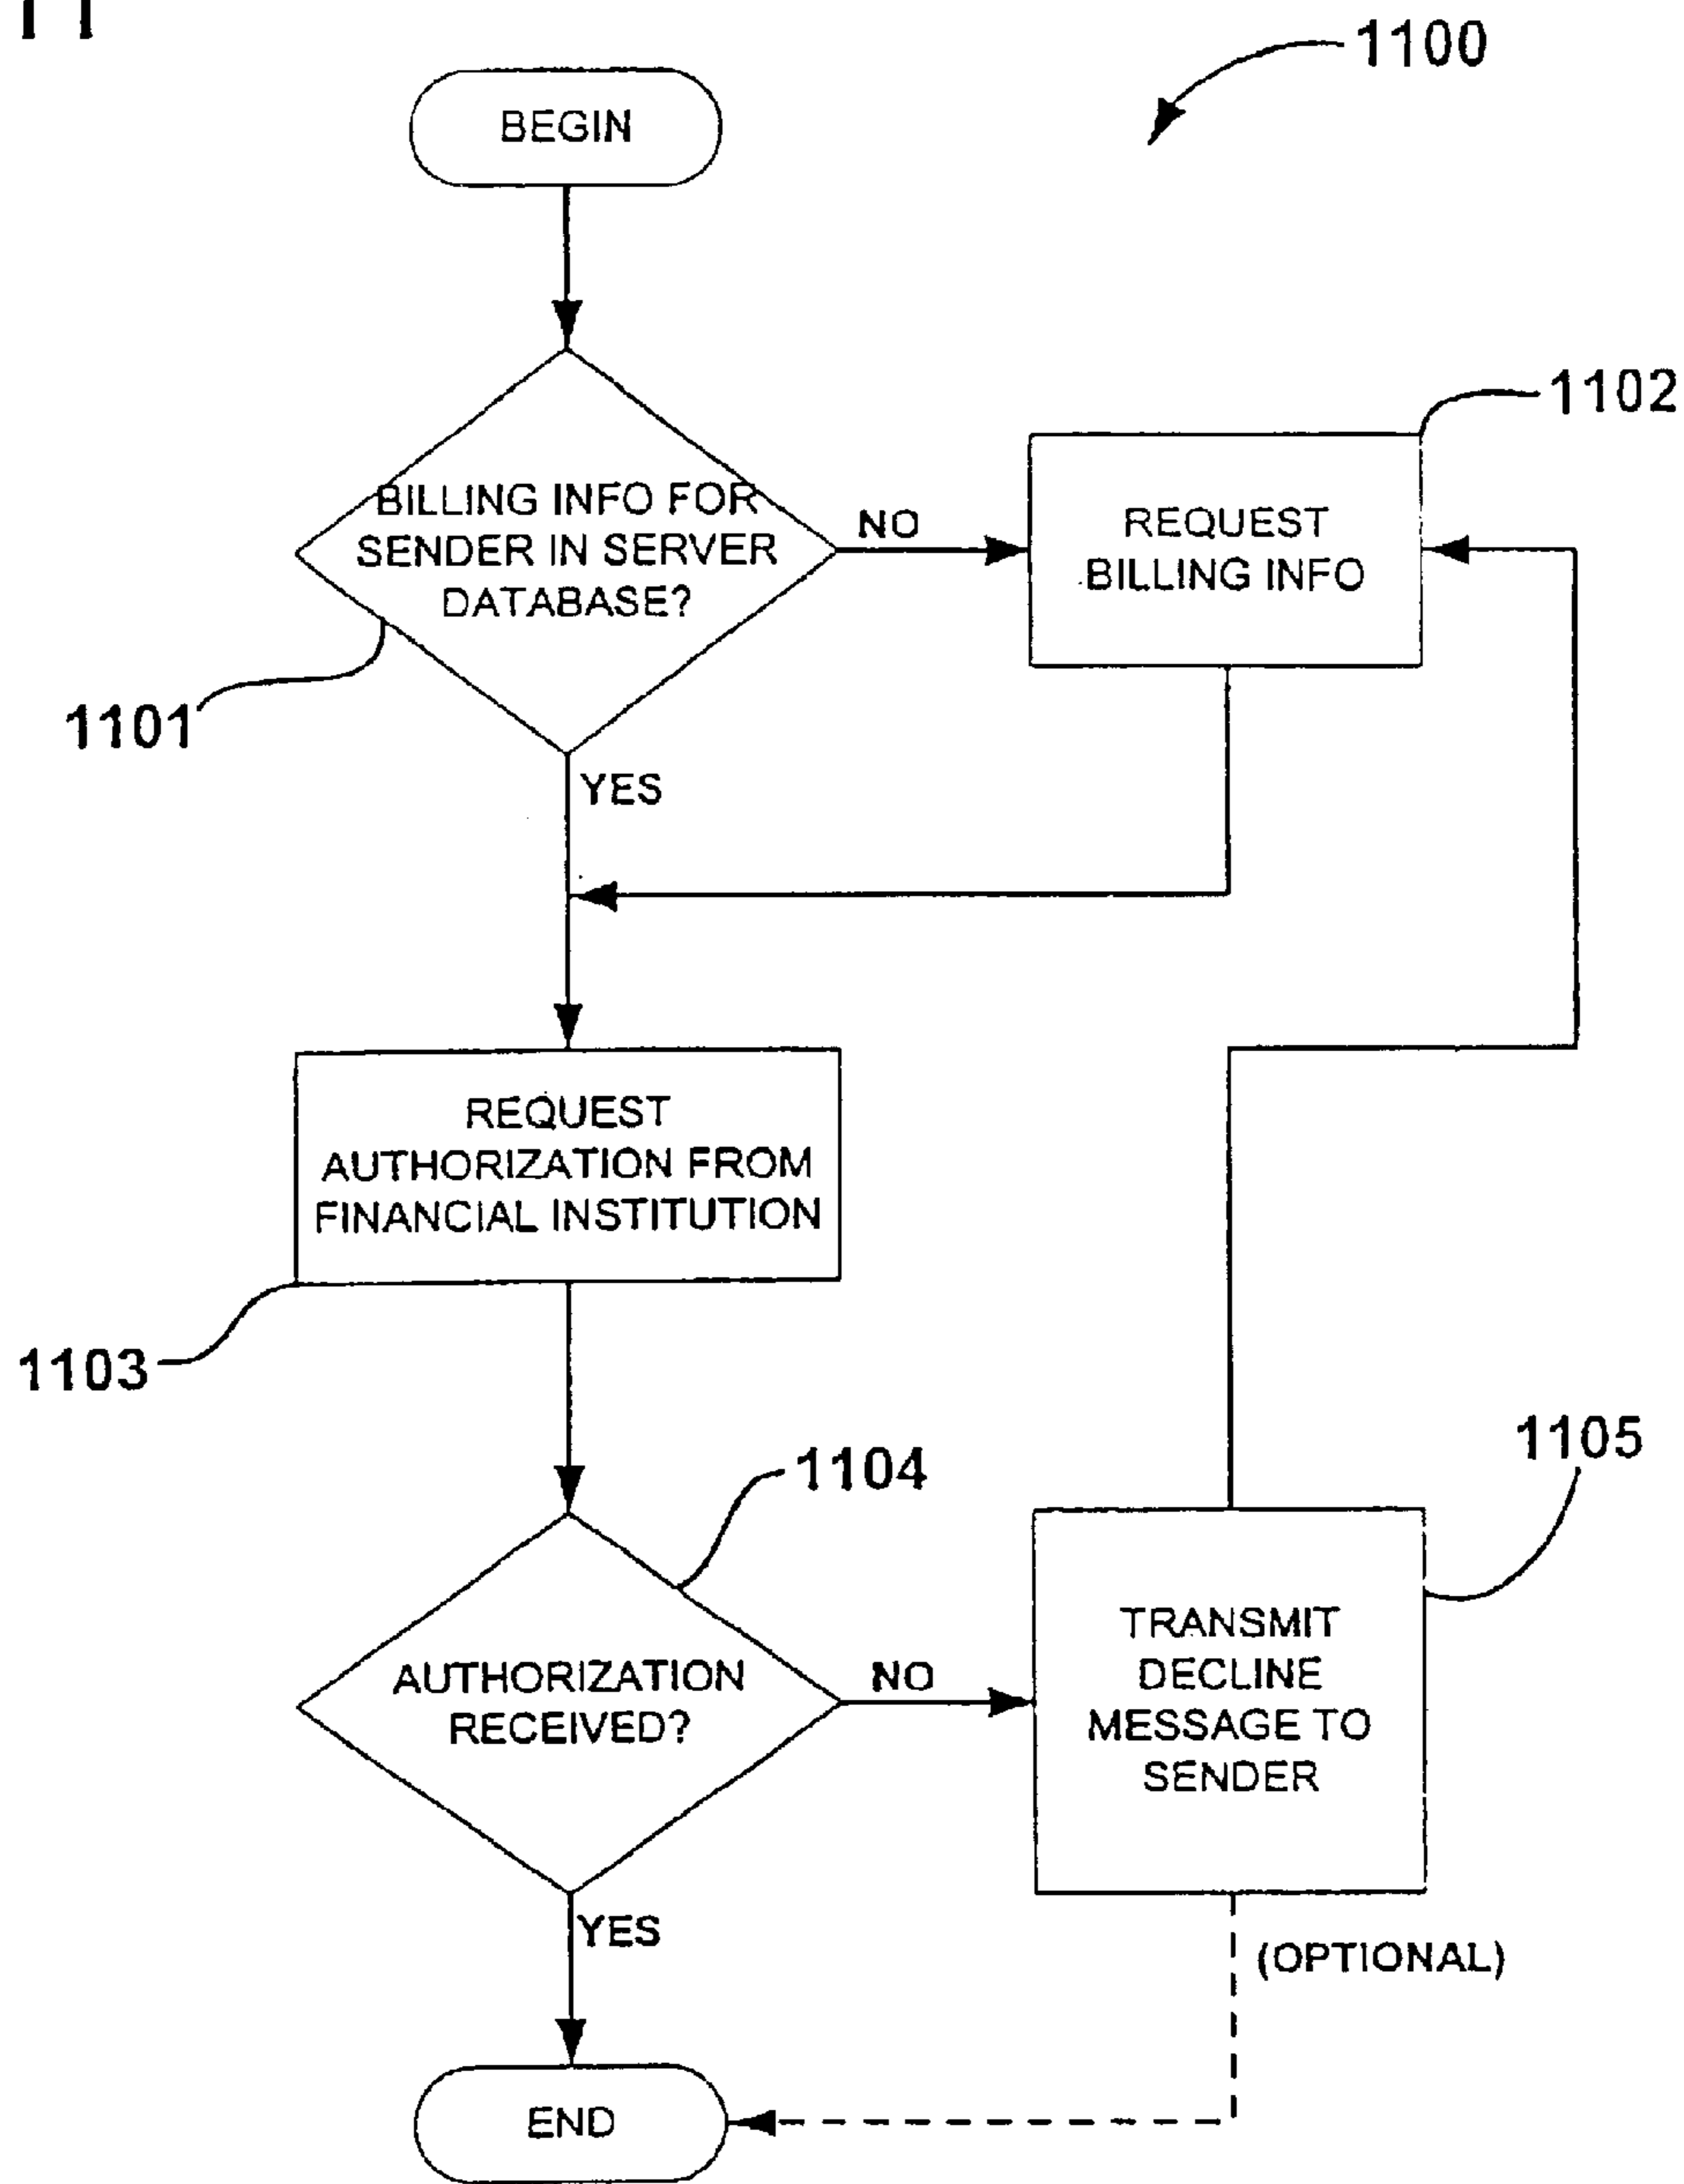 11
1100
BEGIN
1102
BILLING INFO FOR
SENDER IN SERVER
DATABASE?
NO
REQUEST
BILLING INFO
1101
YES
REQUEST
AUTHORIZATION FROM
FINANCIAL INSTITUTION
1103
1104
1105
AUTHORIZATION
RECEIVED?
NO
TRANSMIT
DECLINE
MESSAGE TO
SENDER
YES
(OPTIONAL)
END